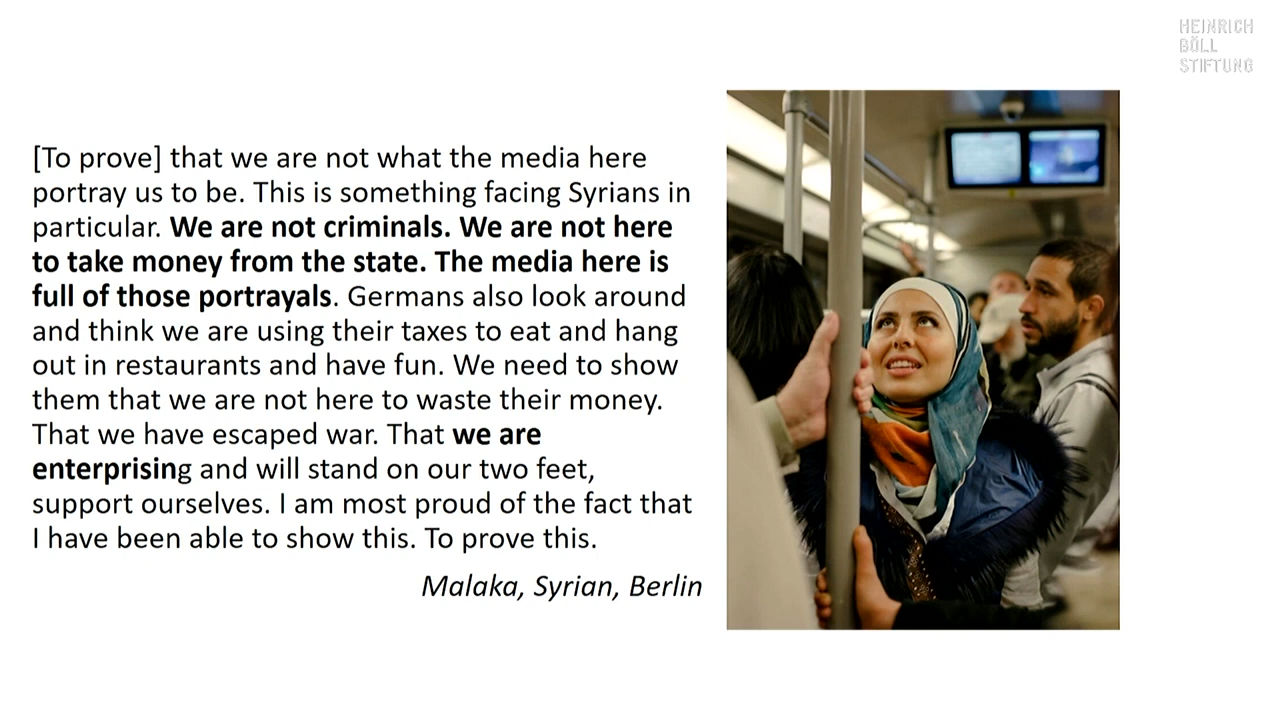 HEINRICH
BÖLL
STIFTUNG
[To prove] that we are not what the media here
portray us to be. This is something facing Syrians in
particular. We are not criminals. We are not here
to take money from the state. The media here is
full of those portrayals. Germans also look around
and think we are using their taxes to eat and hang
out in restaurants and have fun. We need to show
them that we are not here to waste their money.
That we have escaped war. That we are
enterprising and will stand on our two feet,
support ourselves. I am most proud of the fact that
I have been able to show this. To prove this.
Malaka, Syrian, Berlin